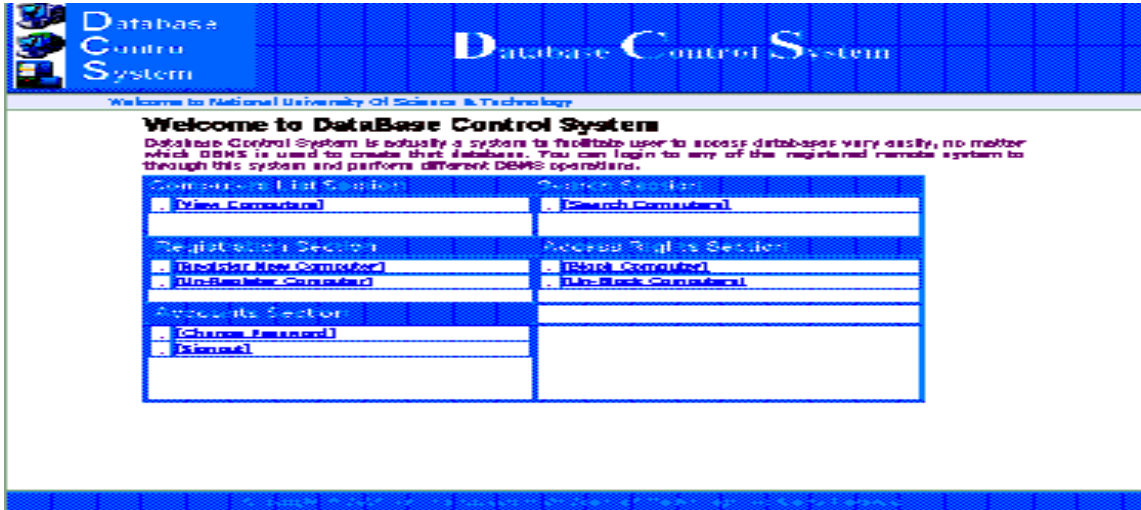 Database
Control
System
Database Control System
Welcome to National University Of Science & Technology
Welcome to DataBase Control System
Database Control System is actually a system to facilitate user to access databases very easily, no matter
which DBMS is used to create that database. You can login to any of the registered remote system to
through this system and perform different DBMS operations.
Computers List Section
Search Section
. [View Computers]
. [Search Computers]
Registration Section
Access Rights Section
. [Register New Computer]
. [Block Computer]
. [Un-Register Computer]
. [Un-Block Computers]
Accounts Section
. [Change Password]
. [Signout]